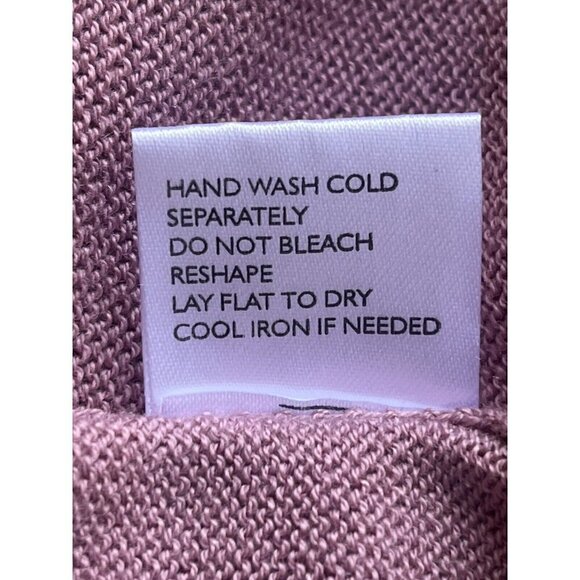 HAND WASH COLD
SEPARATELY
DO NOT BLEACH
RESHAPE
LAY FLAT TO DRY
COOL IRON IF NEEDED